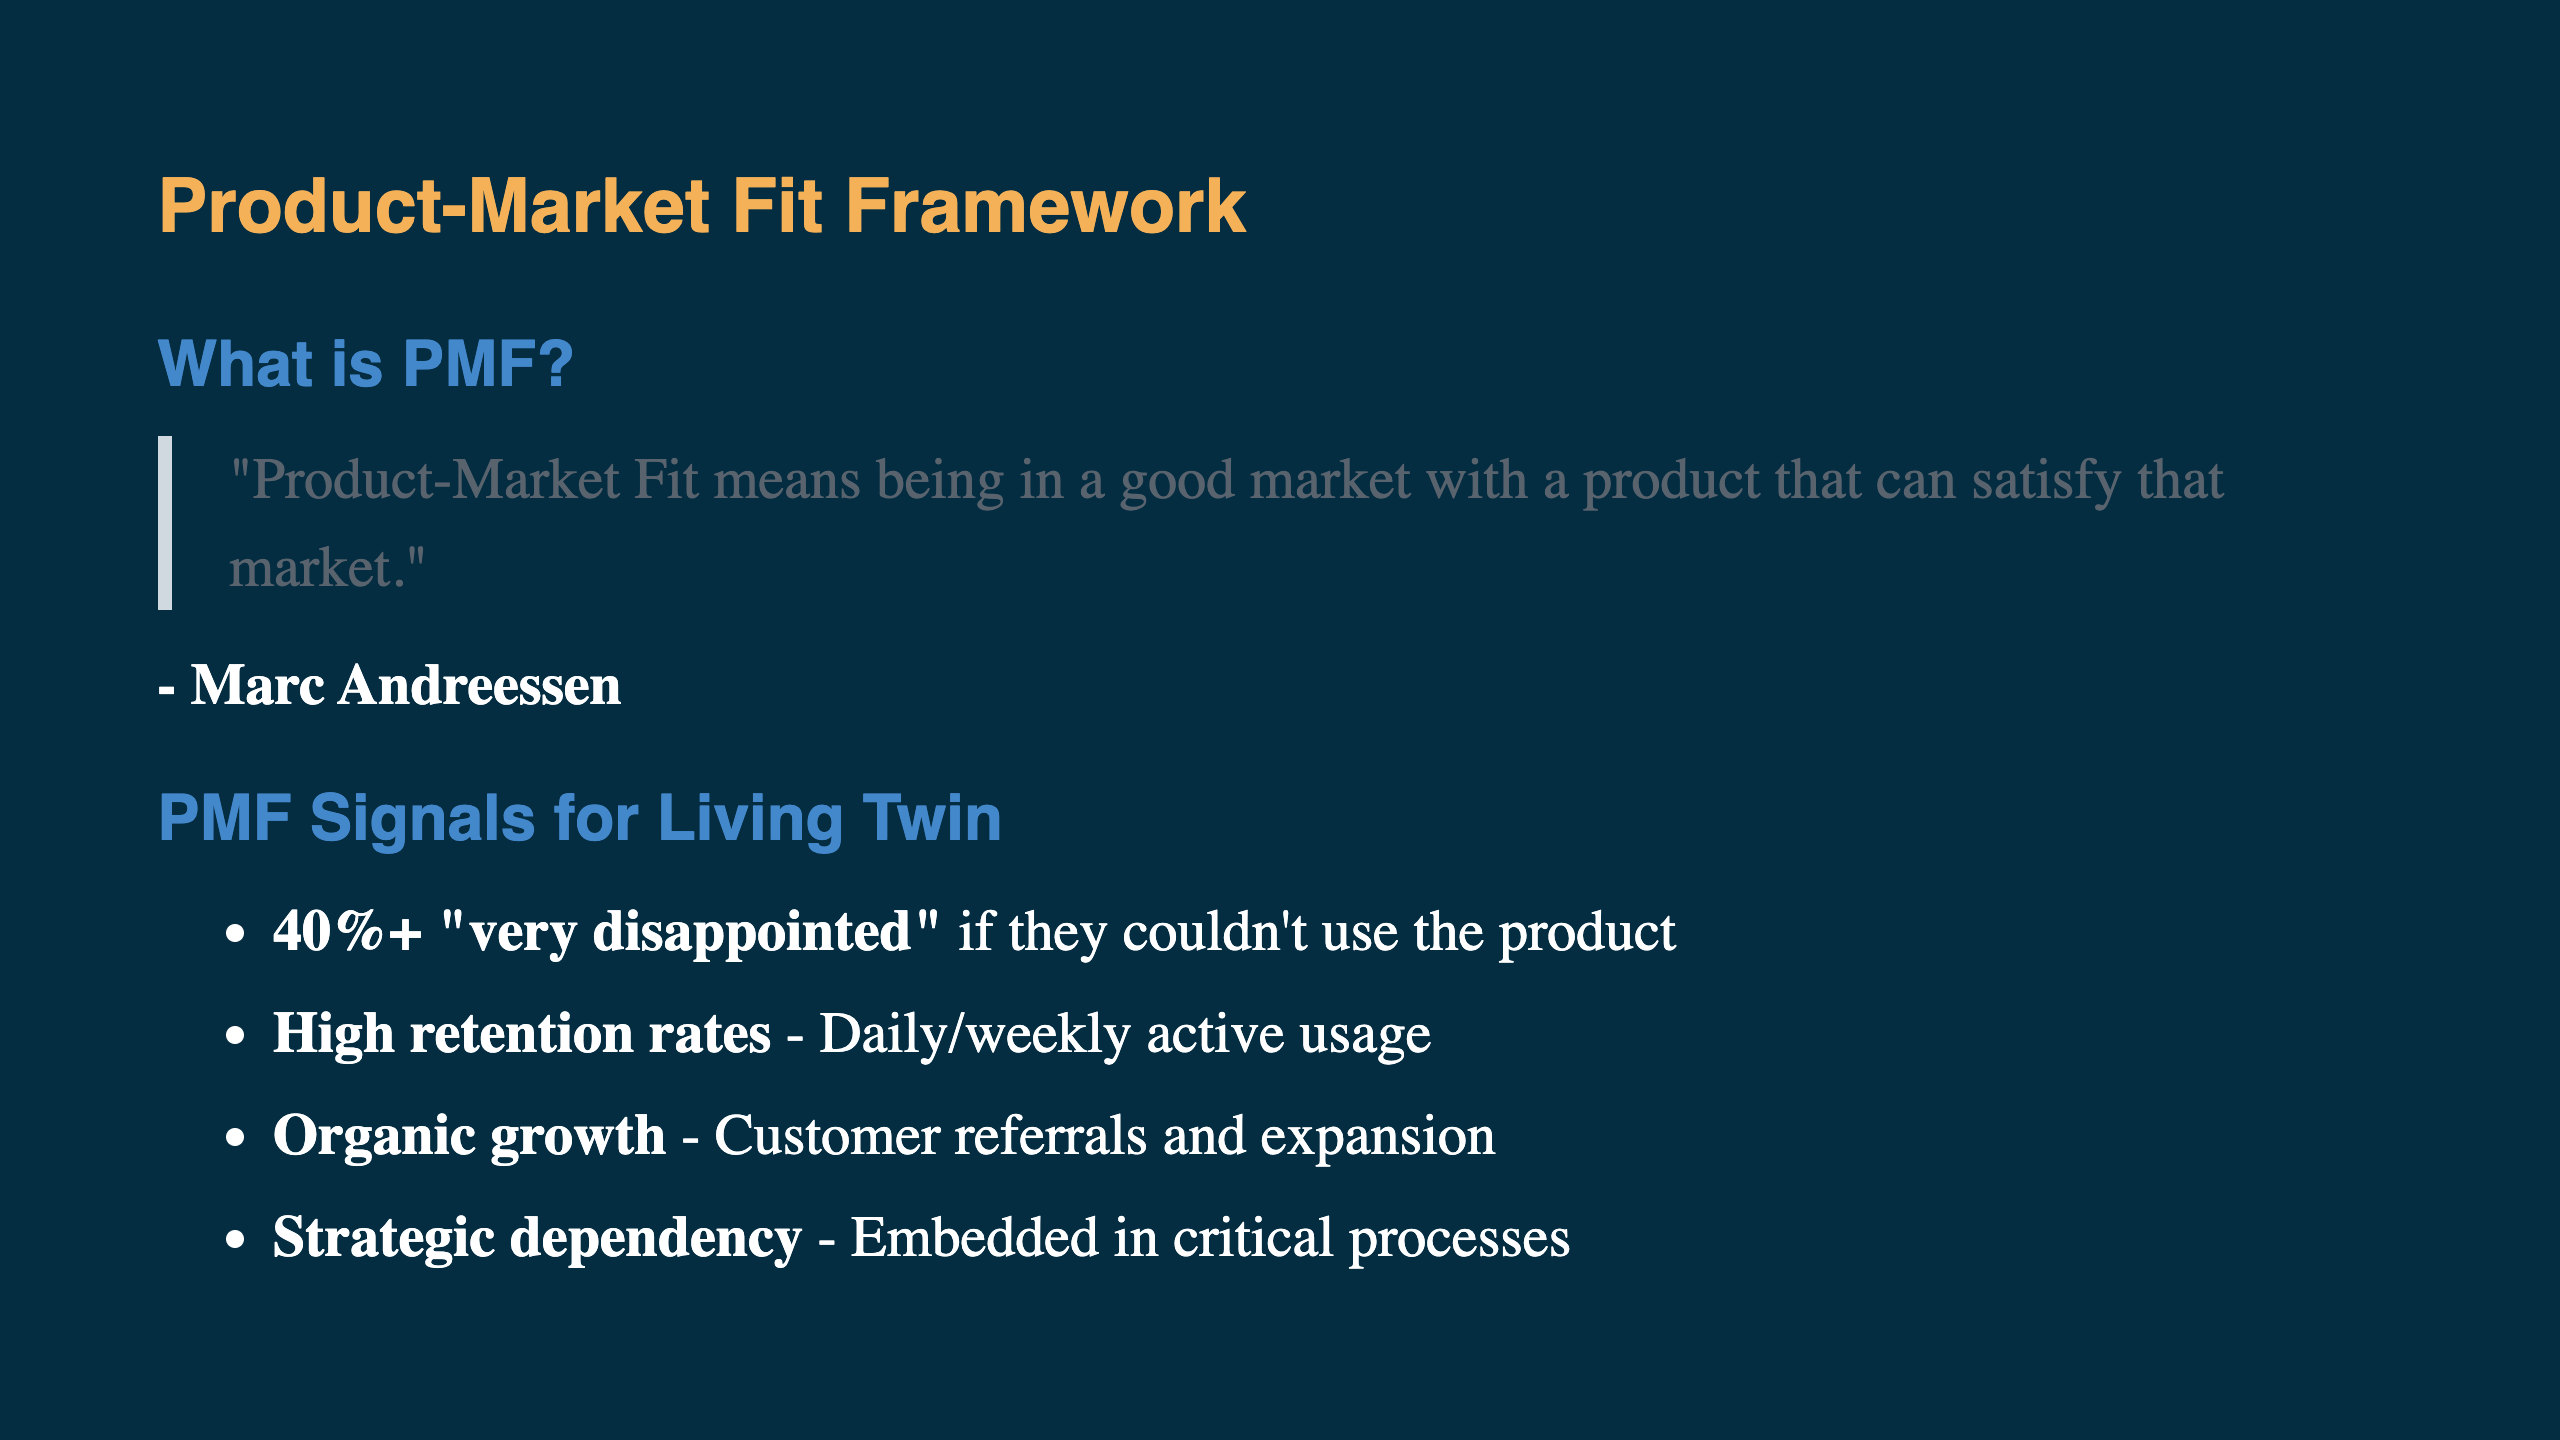 Product-Market Fit Framework
What is PMF?
"Product-Market Fit means being in a good market with a product that can satisfy that
market."
- Marc Andreessen
PMF Signals for Living Twin
• 40%+ "very disappointed" if they couldn't use the product
• High retention rates - Daily/weekly active usage
• Organic growth - Customer referrals and expansion
• Strategic dependency - Embedded in critical processes